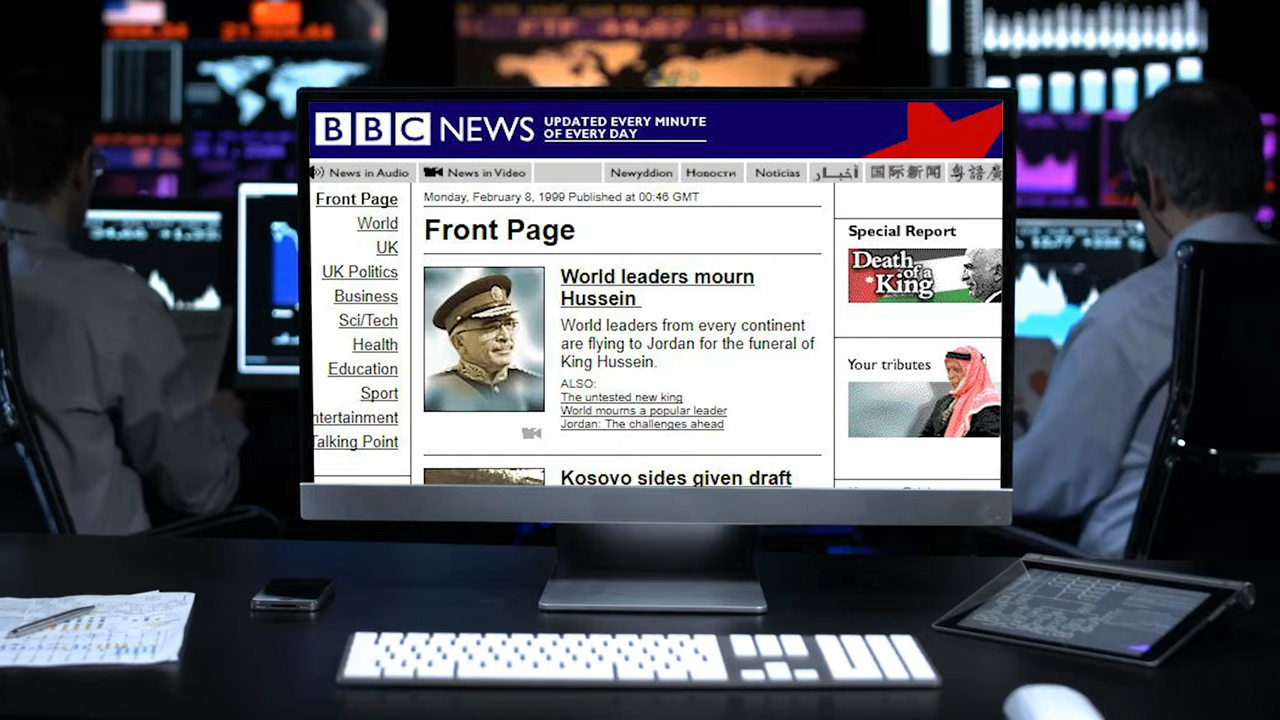 BBC NEWS UPDATED EVERY MINUTE
OF EVERY DAY
News in Audio News in Video Newyddion Новости Noticias أخبار 国际新闻 粤語廣
Front Page
World
UK
UK Politics
Business
Sci/Tech
Health
Education
Sport
ntertainment
Talking Point
Monday, February 8, 1999 Published at 00:46 GMT
Front Page
World leaders mourn
Hussein
World leaders from every continent
are flying to Jordan for the funeral of
King Hussein.
ALSO:
The untested new king
World mourns a popular leader
Jordan: The challenges ahead
Kosovo sides given draft
Special Report
Death
of a
King
Your tributes